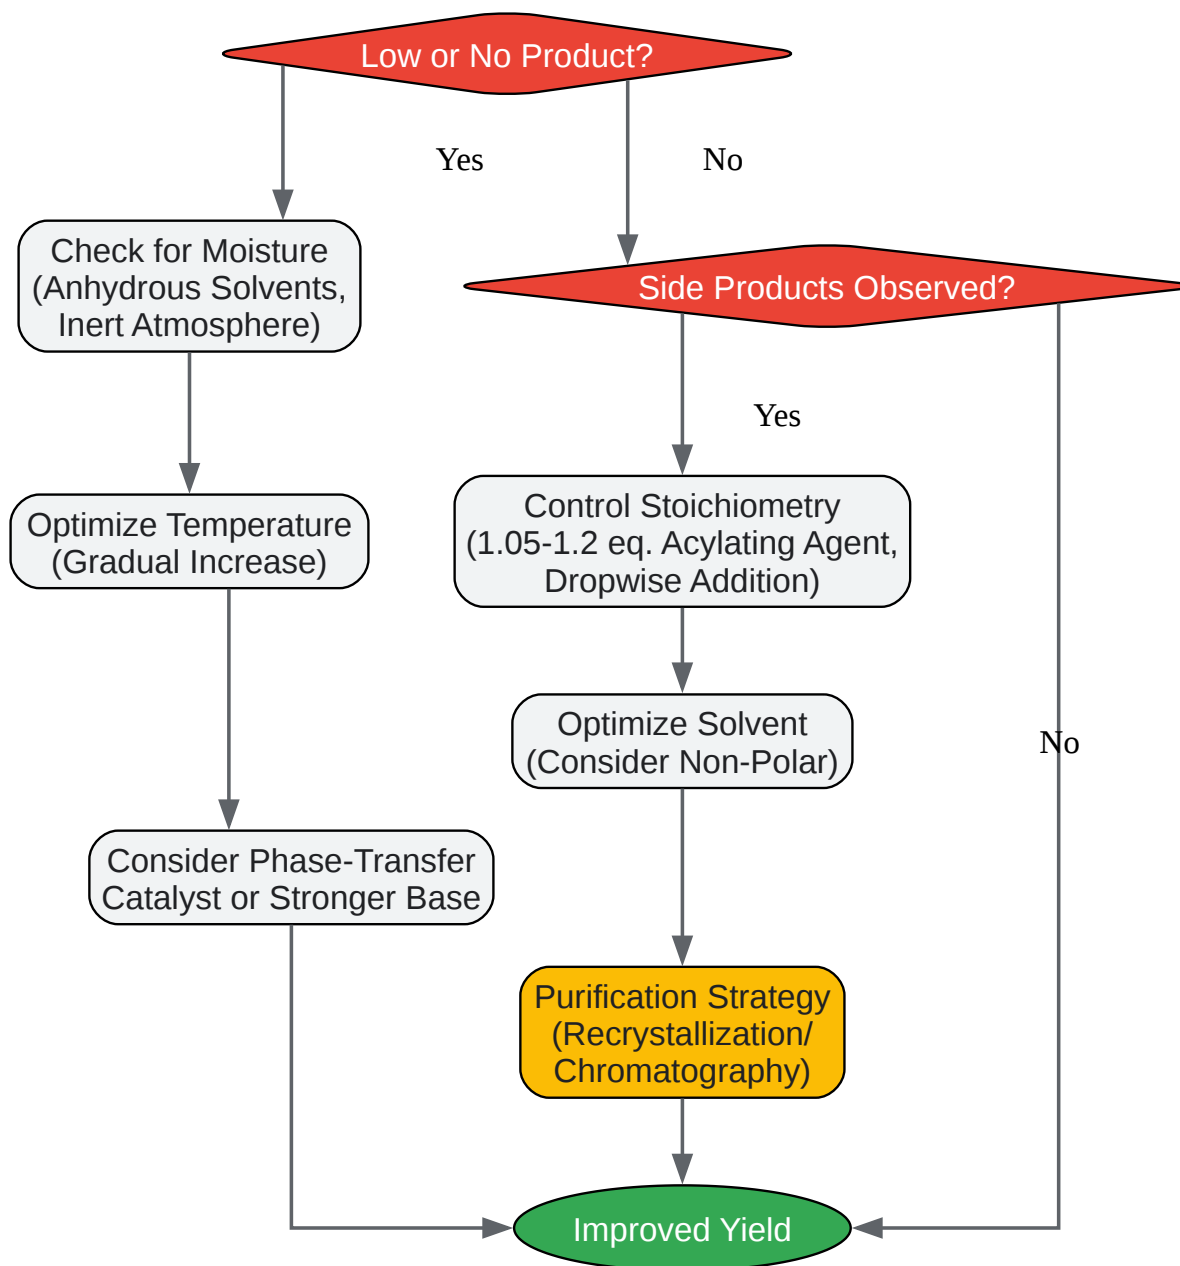 Low or No Product?
Yes
No
Check for Moisture
(Anhydrous Solvents,
Inert Atmosphere)
Side Products Observed?
Yes
Optimize Temperature
(Gradual Increase)
Control Stoichiometry
(1.05-1.2 eq. Acylating Agent,
Dropwise Addition)
Optimize Solvent
(Consider Non-Polar)
No
Consider Phase-Transfer
Catalyst or Stronger Base
Purification Strategy
(Recrystallization/
Chromatography)
Improved Yield